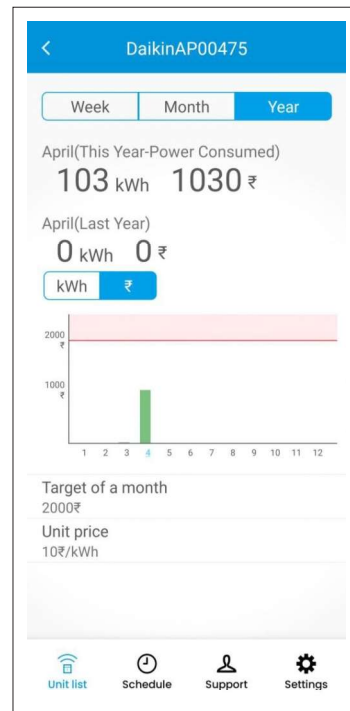 DaikinAP00475
Week Month Year
April(This Year-Power Consumed)
103 kWh 1030 ₹
April(Last Year)
0 kWh 0 ₹
kWh ₹
2000
₹
1000
₹
1 2 3 4 5 6 7 8 9 10 11 12
Target of a month
2000₹
Unit price
10₹/kWh
Unit list Schedule Support Settings